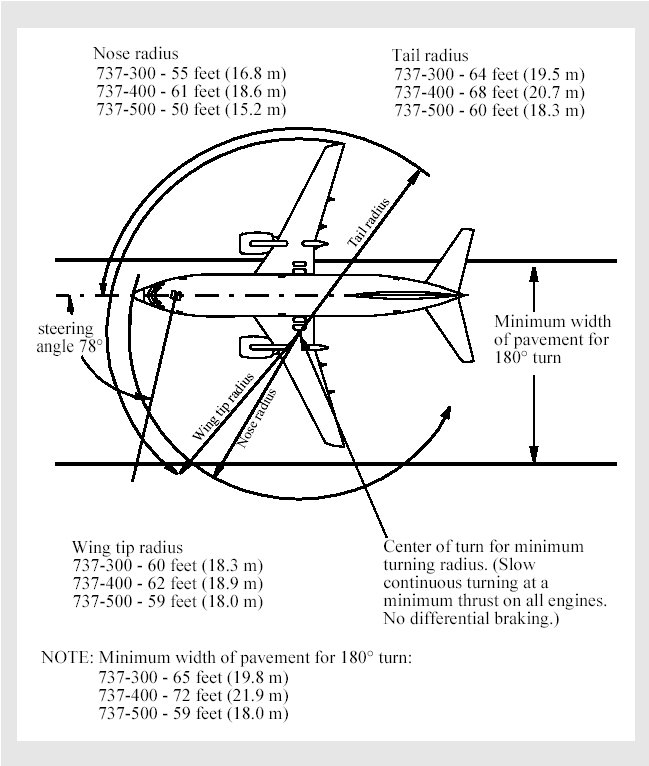 Nose radius
737-300 - 55 feet (16.8 m)
737-400 - 61 feet (18.6 m)
737-500 - 50 feet (15.2 m)
Tail radius
737-300 - 64 feet (19.5 m)
737-400 - 68 feet (20.7 m)
737-500 - 60 feet (18.3 m)
Tail radius
steering
angle 78°
Minimum width
of pavement for
180° turn
Wing tip radius
Nose radius
Wing tip radius
737-300 - 60 feet (18.3 m)
737-400 - 62 feet (18.9 m)
737-500 - 59 feet (18.0 m)
Center of turn for minimum
turning radius. (Slow
continuous turning at a
minimum thrust on all engines.
No differential braking.)
NOTE: Minimum width of pavement for 180° turn:
737-300 - 65 feet (19.8 m)
737-400 - 72 feet (21.9 m)
737-500 - 59 feet (18.0 m)